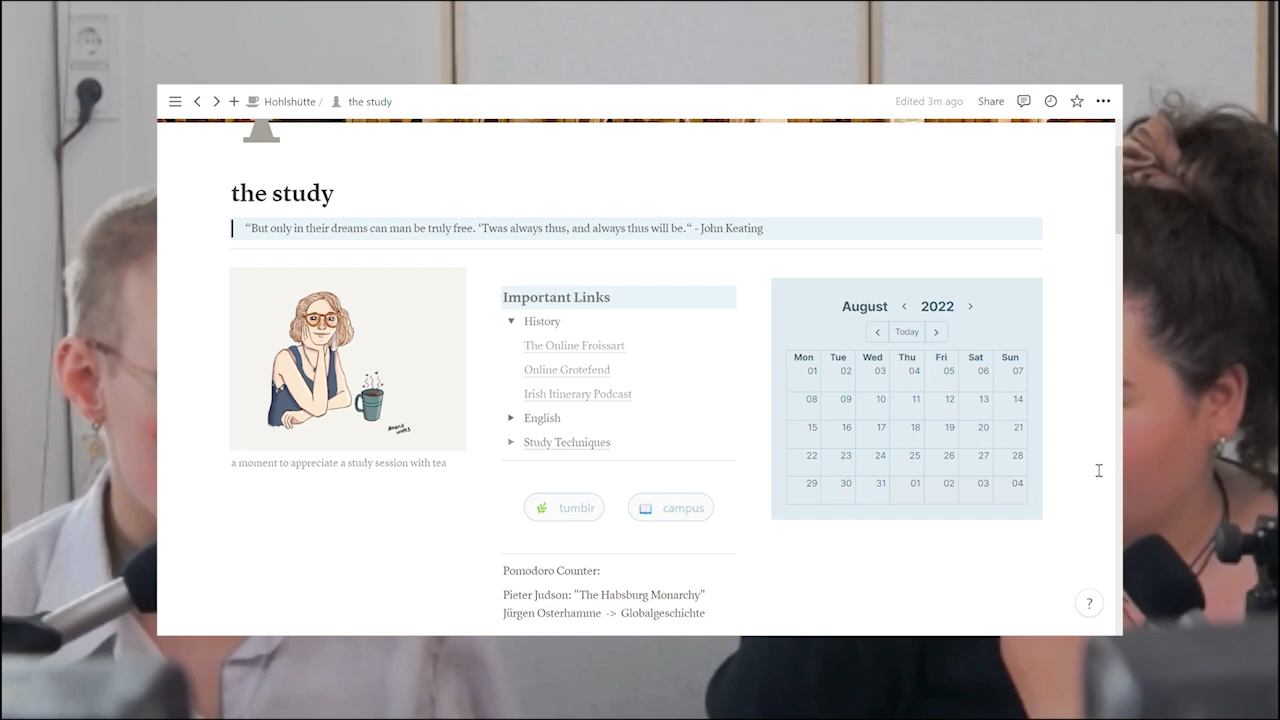 Hohlshütte / the study
Edited 3m ago Share
the study
“But only in their dreams can man be truly free. ‘Twas always thus, and always thus will be.“ - John Keating
a moment to appreciate a study session with tea
Important Links
History
The Online Froissart
Online Grotefend
Irish Itinerary Podcast
English
Study Techniques
tumblr campus
Pomodoro Counter:
Pieter Judson: "The Habsburg Monarchy"
Jürgen Osterhamme -> Globalgeschichte
August 2022
Today
Mon Tue Wed Thu Fri Sat Sun
01 02 03 04 05 06 07
08 09 10 11 12 13 14
15 16 17 18 19 20 21
22 23 24 25 26 27 28
29 30 31 01 02 03 04
?